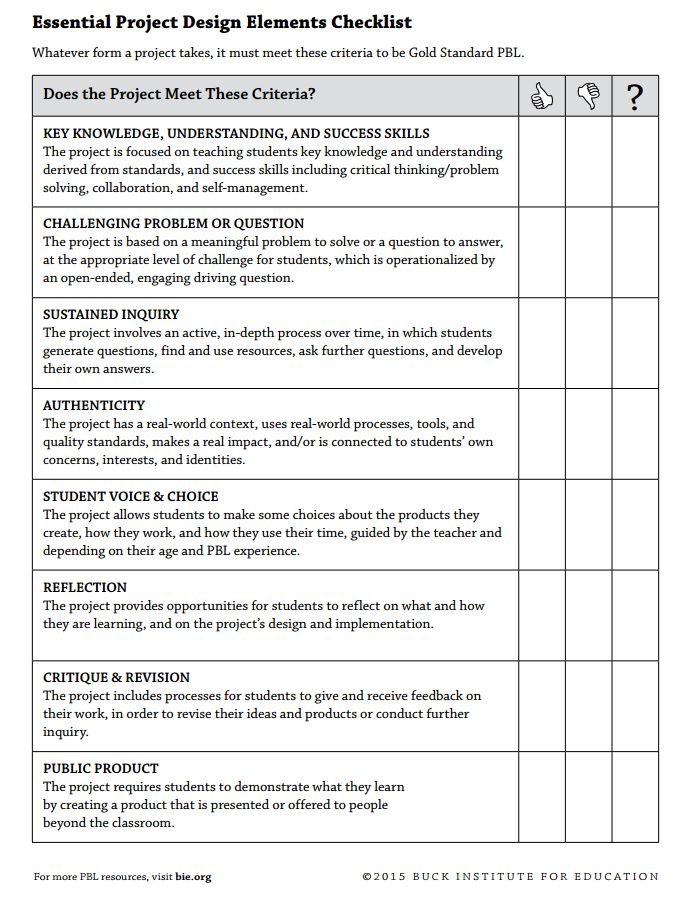 Essential Project Design Elements Checklist
Whatever form a project takes, it must meet these criteria to be Gold Standard PBL.
Does the Project Meet These Criteria?
?
KEY KNOWLEDGE, UNDERSTANDING, AND SUCCESS SKILLS
The project is focused on teaching students key knowledge and understanding
derived from standards, and success skills including critical thinking/problem
solving, collaboration, and self-management.
CHALLENGING PROBLEM OR QUESTION
The project is based on a meaningful problem to solve or a question to answer,
at the appropriate level of challenge for students, which is operationalized by
an open-ended, engaging driving question.
SUSTAINED INQUIRY
The project involves an active, in-depth process over time, in which students
generate questions, find and use resources, ask further questions, and develop
their own answers.
AUTHENTICITY
The project has a real-world context, uses real-world processes, tools, and
quality standards, makes a real impact, and/or is connected to students' own
concerns, interests, and identities.
STUDENT VOICE & CHOICE
The project allows students to make some choices about the products they
create, how they work, and how they use their time, guided by the teacher and
depending on their age and PBL experience.
REFLECTION
The project provides opportunities for students to reflect on what and how
they are learning, and on the project's design and implementation.
CRITIQUE & REVISION
The project includes processes for students to give and receive feedback on
their work, in order to revise their ideas and products or conduct further
inquiry.
PUBLIC PRODUCT
The project requires students to demonstrate what they learn
by creating a product that is presented or offered to people
beyond the classroom.
For more PBL resources, visit bie.org
©2015 BUCK INSTITUTE FOR EDUCATION